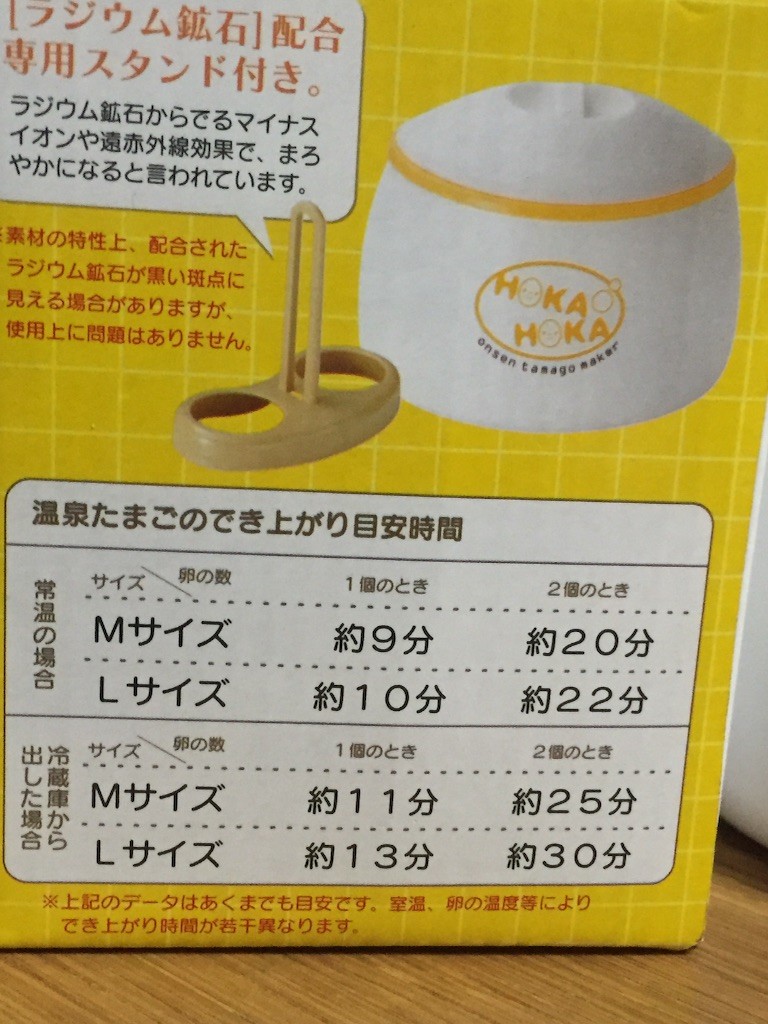 [ラジウム鉱石]配合
専用スタンド付き。
ラジウム鉱石からでるマイナス
イオンや遠赤外線効果で、まろ
やかになると言われています。
※素材の特性上、配合された
ラジウム鉱石が黒い斑点に
見える場合がありますが、
使用上に問題はありません。
HOKA
HOKA
onsen tamago maker
温泉たまごのでき上がり目安時間
常温の場合
サイズ 卵の数 1個のとき 2個のとき
Mサイズ 約9分 約20分
Lサイズ 約10分 約22分
冷蔵庫から
出した場合
サイズ 卵の数 1個のとき 2個のとき
Mサイズ 約11分 約25分
Lサイズ 約13分 約30分
※上記のデータはあくまでも目安です。室温、卵の温度等により
でき上がり時間が若干異なります。